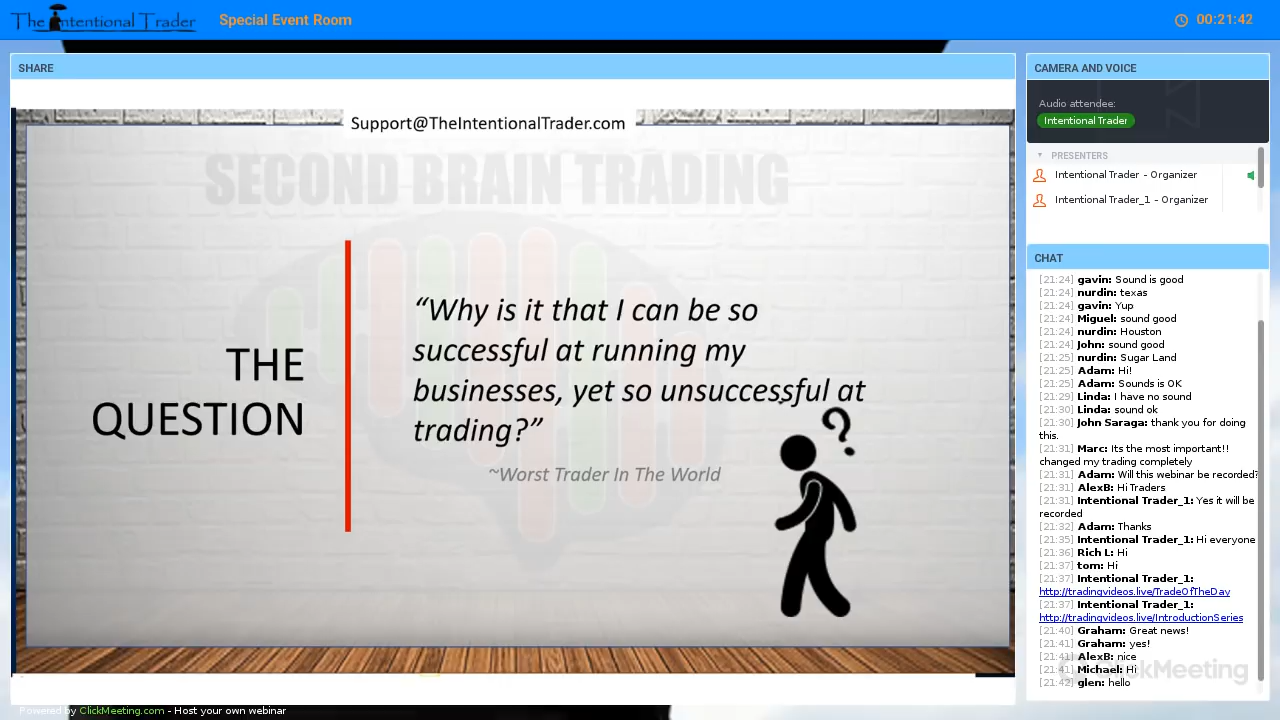 The Intentional Trader
Special Event Room
00:21:42
SHARE
Support@TheIntentionalTrader.com
SECOND BRAIN TRADING
THE
QUESTION
“Why is it that I can be so
successful at running my
businesses, yet so unsuccessful at
trading?”
~Worst Trader In The World
CAMERA AND VOICE
Audio attendee:
Intentional Trader
PRESENTERS
Intentional Trader - Organizer
Intentional Trader_1 - Organizer
CHAT
[21:24] gavin: Sound is good
[21:24] nurdin: texas
[21:24] gavin: Yup
[21:24] Miguel: sound good
[21:24] nurdin: Houston
[21:24] John: sound good
[21:25] nurdin: Sugar Land
[21:25] Adam: Hi!
[21:25] Adam: Sounds is OK
[21:29] Linda: I have no sound
[21:30] Linda: sound ok
[21:30] John Saraga: thank you for doing
this.
[21:31] Marc: Its the most important!!
changed my trading completely
[21:31] Adam: Will this webinar be recorded?
[21:31] AlexB: Hi Traders
[21:31] Intentional Trader_1: Yes it will be
recorded
[21:32] Adam: Thanks
[21:35] Intentional Trader_1: Hi everyone
[21:36] Rich L: Hi
[21:37] tom: Hi
[21:37] Intentional Trader_1:
http://tradingvideos.live/TradeOfTheDay
[21:37] Intentional Trader_1:
http://tradingvideos.live/IntroductionSeries
[21:40] Graham: Great news!
[21:41] Graham: yes!
[21:41] AlexB: nice
[21:41] Michael: Hi
[21:42] glen: hello
ClickMeeting
Powered by ClickMeeting.com - Host your own webinar